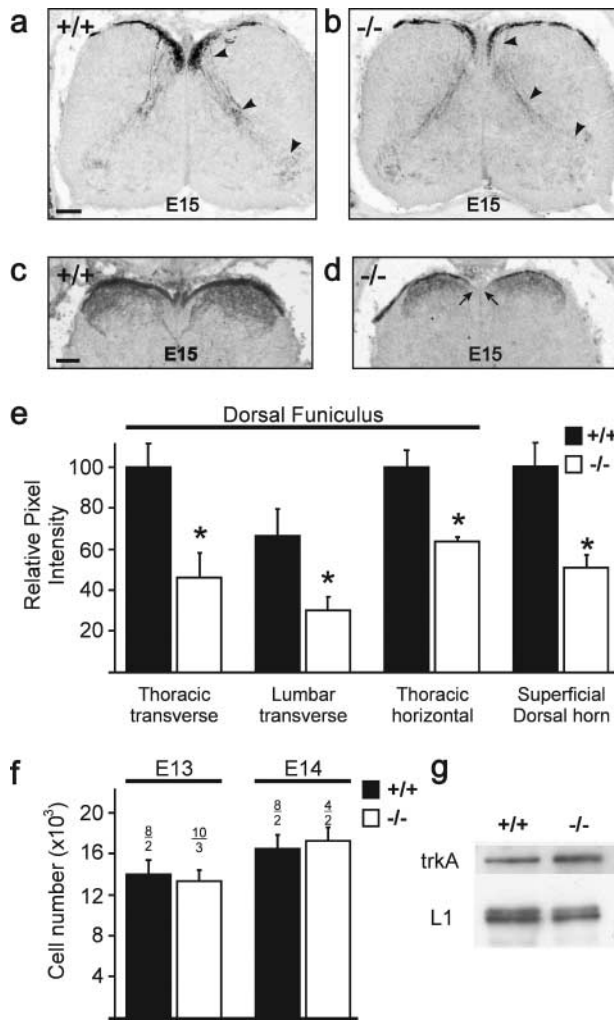 a
+/+
E15
b
-/-
E15
c
+/+
E15
d
-/-
E15
e
Dorsal Funiculus
+/+
-/-
Relative Pixel
Intensity
100
80
60
40
20
*
*
*
*
Thoracic
transverse
Lumbar
transverse
Thoracic
horizontal
Superficial
Dorsal horn
f
E13
E14
+/+
-/-
Cell number (x10³)
20
16
12
8
4
8
2
10
3
8
2
4
2
g
+/+
-/-
trkA
L1